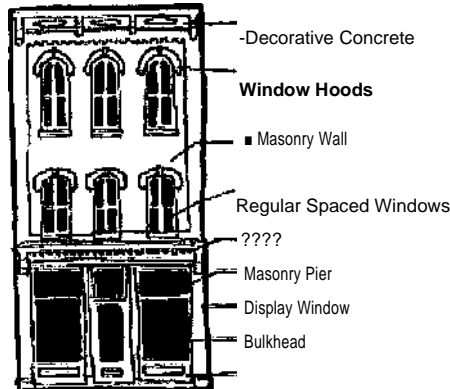 -Decorative Concrete
Window Hoods
■ Masonry Wall
Regular Spaced Windows
????
Masonry Pier
Display Window
Bulkhead